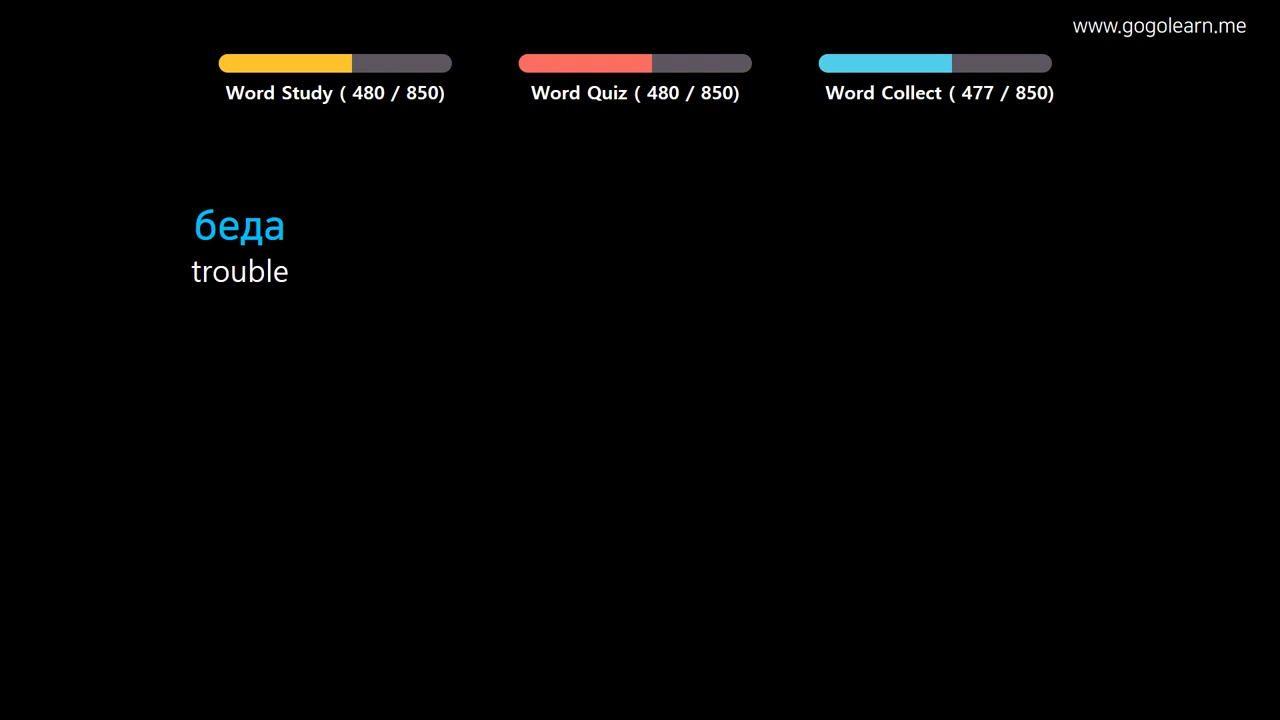 www.gogolearn.me
Word Study ( 480 / 850)
Word Quiz ( 480 / 850)
Word Collect ( 477 / 850)
беда
trouble